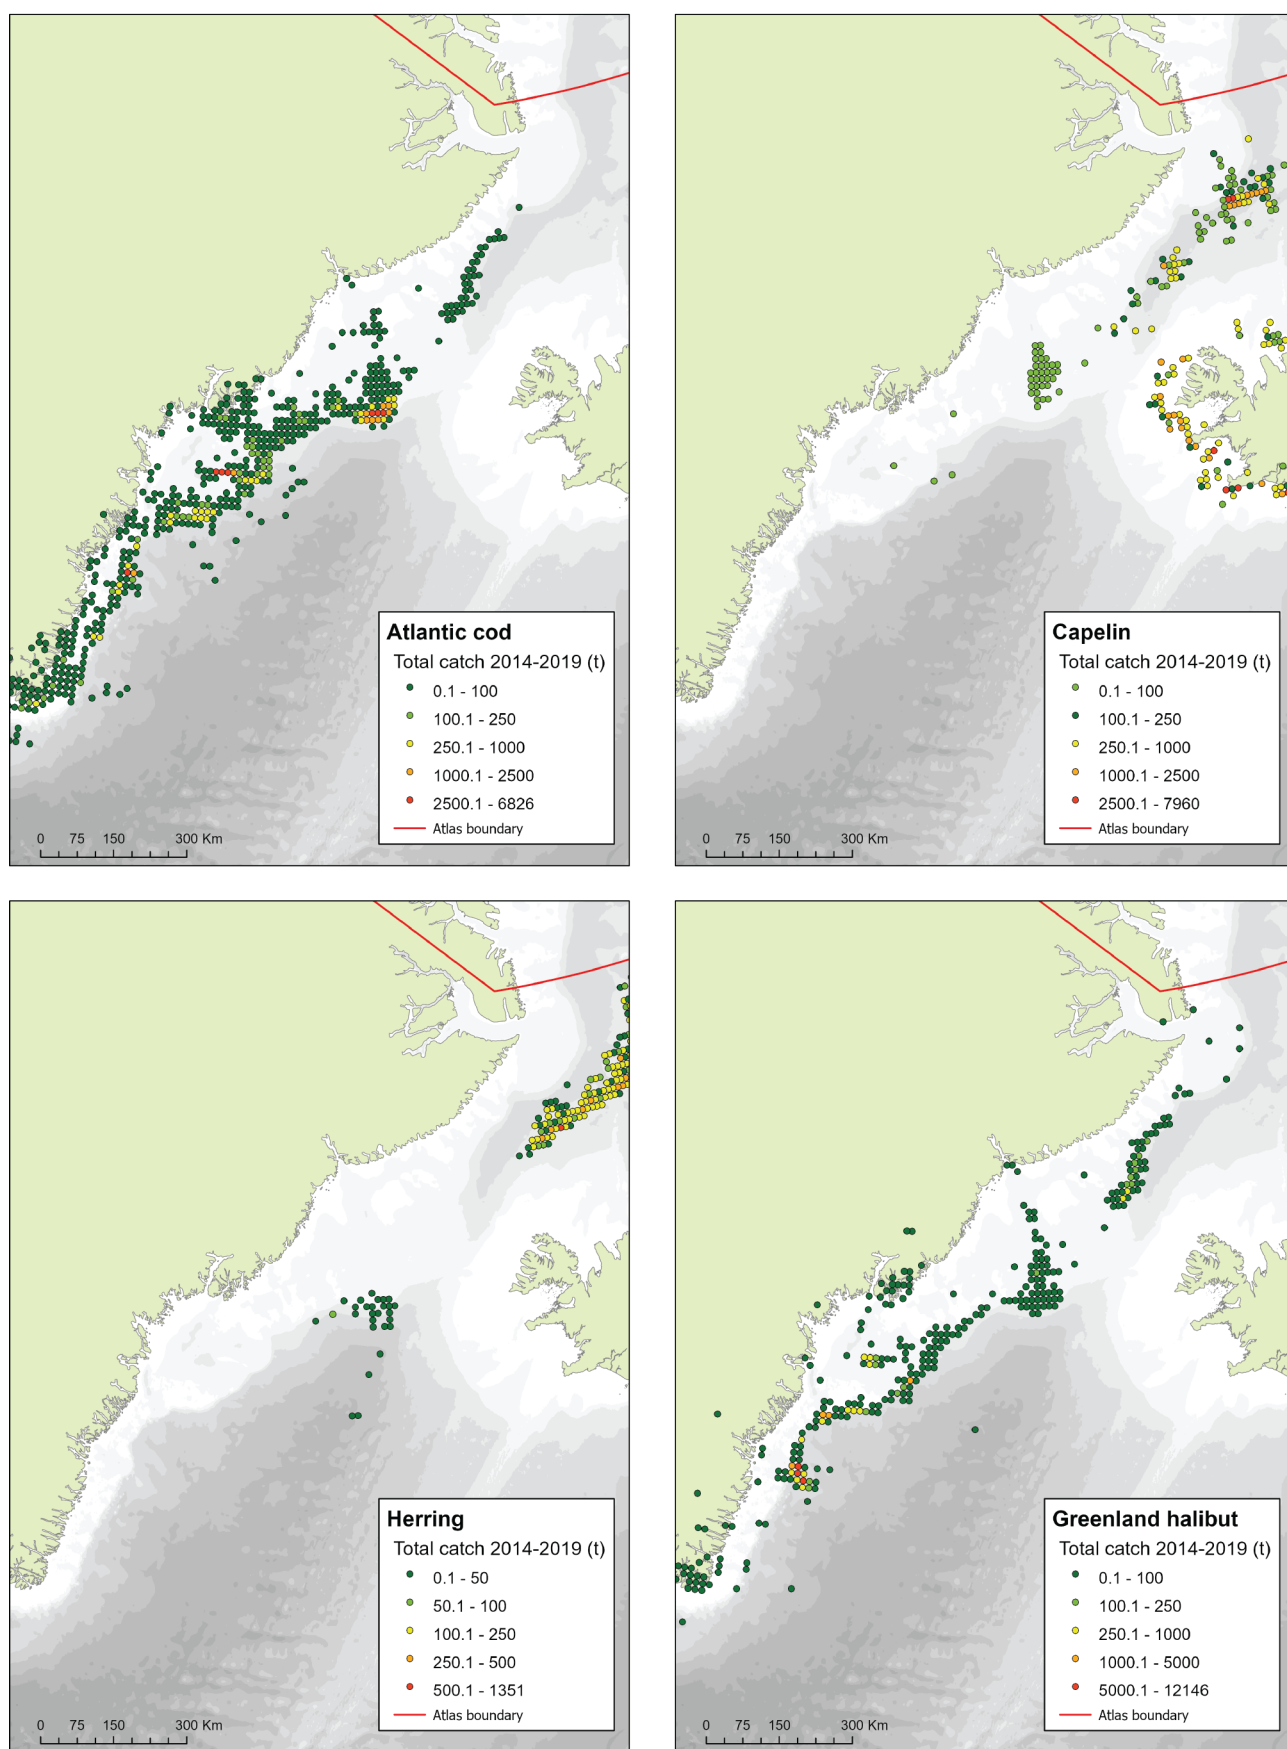 Atlantic cod
Total catch 2014-2019 (t)
0.1 - 100
100.1 - 250
250.1 - 1000
1000.1 - 2500
2500.1 - 6826
Atlas boundary
0 75 150 300 Km
Capelin
Total catch 2014-2019 (t)
0.1 - 100
100.1 - 250
250.1 - 1000
1000.1 - 2500
2500.1 - 7960
Atlas boundary
0 75 150 300 Km
Herring
Total catch 2014-2019 (t)
0.1 - 50
50.1 - 100
100.1 - 250
250.1 - 500
500.1 - 1351
Atlas boundary
0 75 150 300 Km
Greenland halibut
Total catch 2014-2019 (t)
0.1 - 100
100.1 - 250
250.1 - 1000
1000.1 - 5000
5000.1 - 12146
Atlas boundary
0 75 150 300 Km